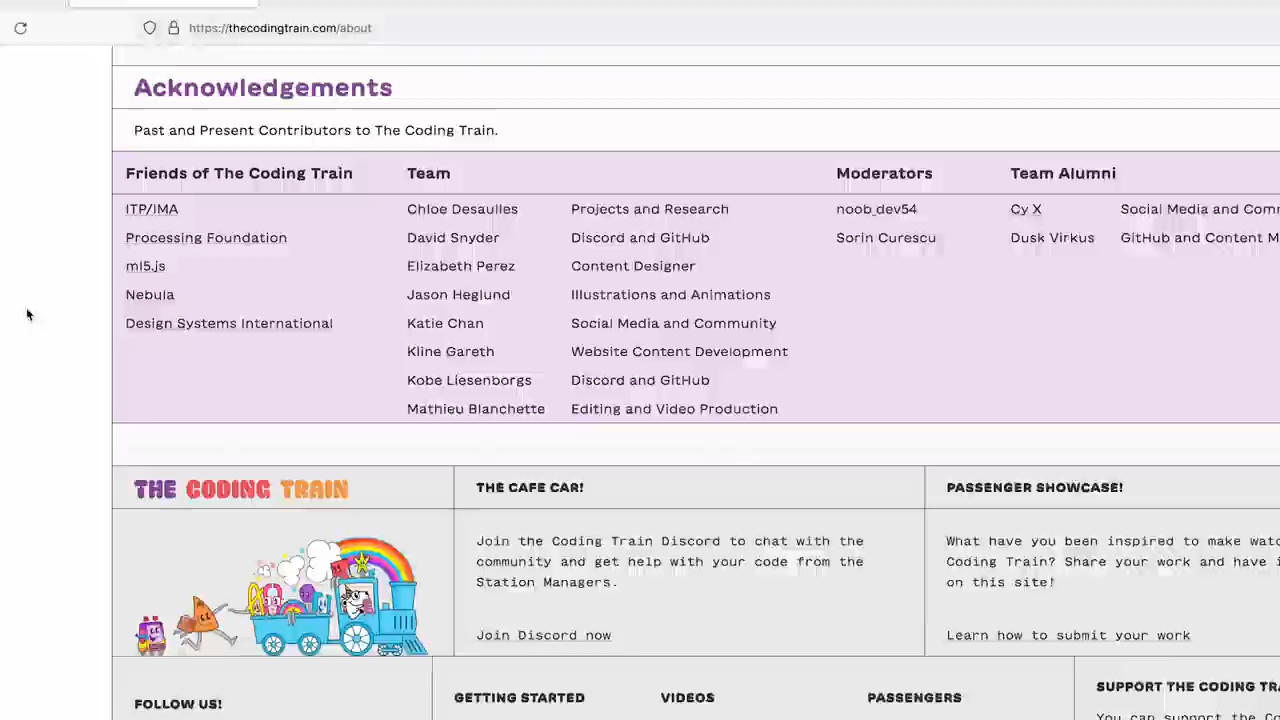 https://thecodingtrain.com/about
Acknowledgements
Past and Present Contributors to The Coding Train.
Friends of The Coding Train Team Moderators Team Alumni
ITP/IMA Chloe Desaulles Projects and Research noob_dev54 Cy X Social Media and Com
Processing Foundation David Snyder Discord and GitHub Sorin Curescu Dusk Virkus GitHub and Content M
ml5.js Elizabeth Perez Content Designer
Nebula Jason Heglund Illustrations and Animations
Design Systems International Katie Chan Social Media and Community
Kline Gareth Website Content Development
Kobe Liesenborgs Discord and GitHub
Mathieu Blanchette Editing and Video Production
THE CODING TRAIN
THE CAFE CAR!
Join the Coding Train Discord to chat with the
community and get help with your code from the
Station Managers.
Join Discord now
PASSENGER SHOWCASE!
What have you been inspired to make watc
Coding Train? Share your work and have i
on this site!
Learn how to submit your work
FOLLOW US!
GETTING STARTED
VIDEOS
PASSENGERS
SUPPORT THE CODING TRA
You can support the Co